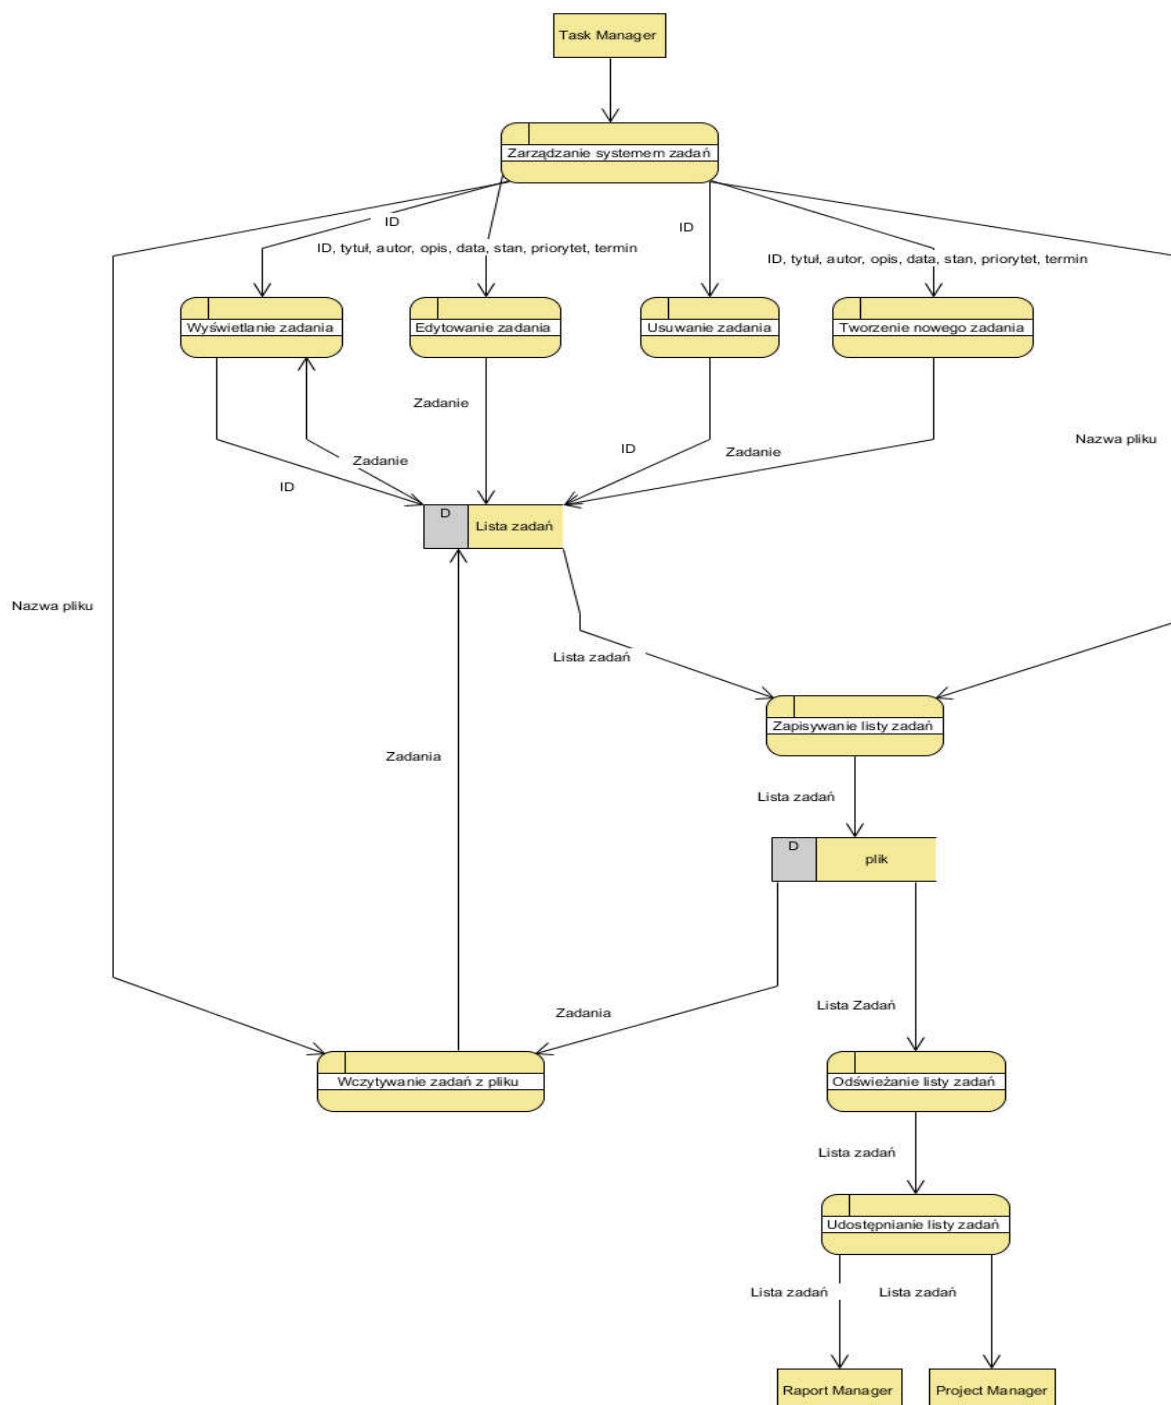 Task Manager
Zarządzanie systemem zadań
ID
ID
ID, tytuł, autor, opis, data, stan, priorytet, termin
ID, tytuł, autor, opis, data, stan, priorytet, termin
Wyświetlanie zadania
Edytowanie zadania
Usuwanie zadania
Tworzenie nowego zadania
Zadanie
Nazwa pliku
Zadanie
ID
Zadanie
ID
D
Lista zadań
Nazwa pliku
Lista zadań
Zapisywanie listy zadań
Zadania
Lista zadań
D
plik
Zadania
Lista Zadań
Wczytywanie zadań z pliku
Odświeżanie listy zadań
Lista zadań
Udostępnianie listy zadań
Lista zadań
Lista zadań
Raport Manager
Project Manager